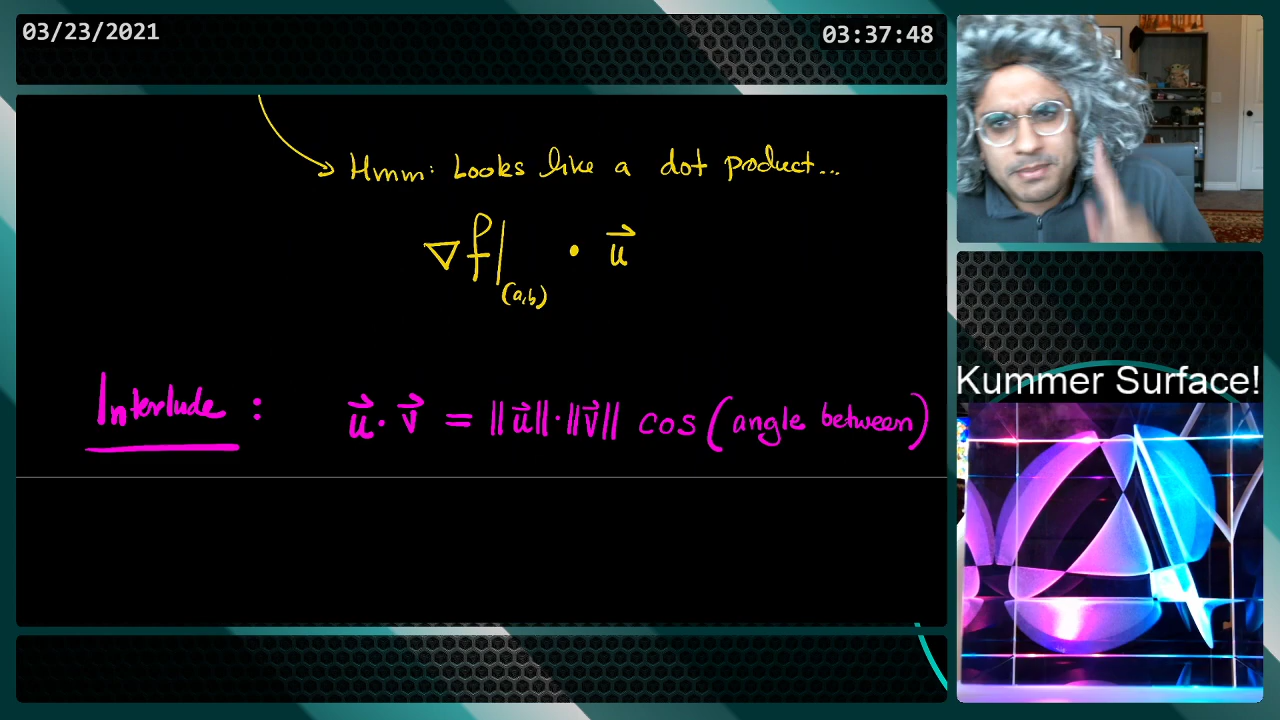 03/23/2021
03:37:48
Hmm: Looks like a dot product...
∇f|(a,b) • u⃗
Kummer Surface!
Interlude : u⃗ · v⃗ = ||u⃗|| · ||v⃗|| cos (angle between)